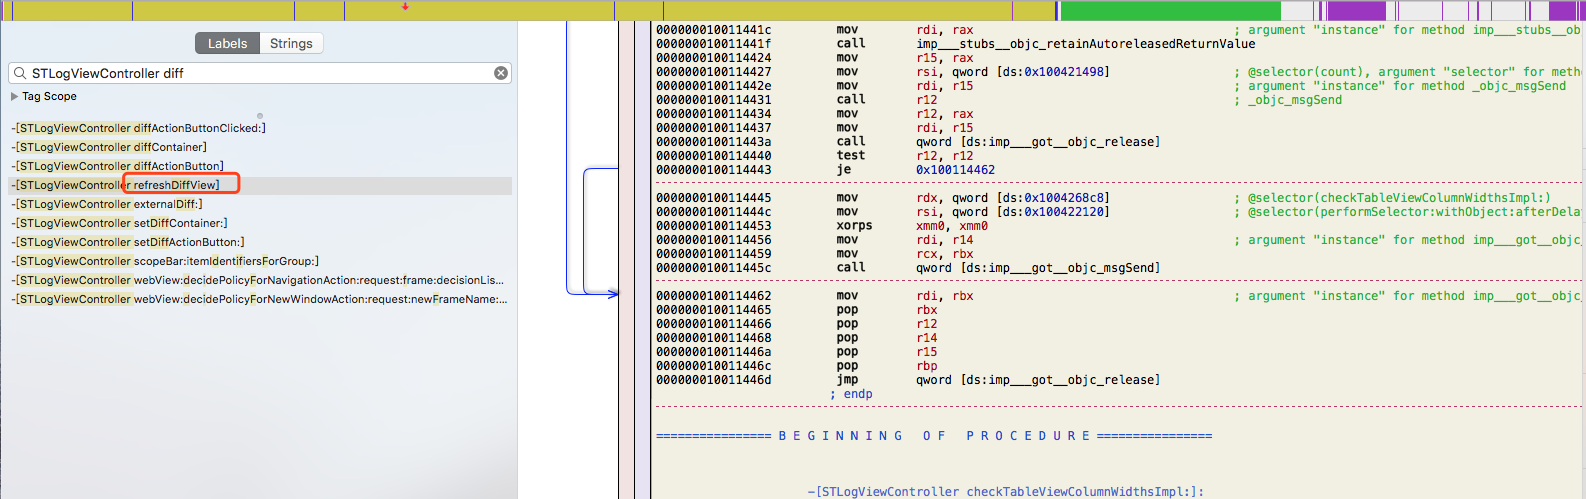 Labels Strings
STLogViewController diff
Tag Scope
-[STLogViewController diffActionButtonClicked:]
-[STLogViewController diffContainer]
-[STLogViewController diffActionButton]
-[STLogViewController refreshDiffView]
-[STLogViewController externalDiff:]
-[STLogViewController setDiffContainer:]
-[STLogViewController setDiffActionButton:]
-[STLogViewController scopeBar:itemIdentifiersForGroup:]
-[STLogViewController webView:decidePolicyForNavigationAction:request:frame:decisionLis...
-[STLogViewController webView:decidePolicyForNewWindowAction:request:newFrameName:...
000000010011441c mov rdi, rax ; argument "instance" for method imp___stubs__ob
000000010011441f call imp___stubs__objc_retainAutoreleasedReturnValue
0000000100114424 mov r15, rax
0000000100114427 mov rsi, qword [ds:0x100421498] ; @selector(count), argument "selector" for meth
000000010011442e mov rdi, r15 ; argument "instance" for method _objc_msgSend
0000000100114431 call r12 ; _objc_msgSend
0000000100114434 mov r12, rax
0000000100114437 mov rdi, r15
000000010011443a call qword [ds:imp___got__objc_release]
0000000100114440 test r12, r12
0000000100114443 je 0x100114462
0000000100114445 mov rdx, qword [ds:0x1004268c8] ; @selector(checkTableViewColumnWidthsImpl:)
000000010011444c mov rsi, qword [ds:0x100422120] ; @selector(performSelector:withObject:afterDela
0000000100114453 xorps xmm0, xmm0
0000000100114456 mov rdi, r14 ; argument "instance" for method imp___got__objc_
0000000100114459 mov rcx, rbx
000000010011445c call qword [ds:imp___got__objc_msgSend]
0000000100114462 mov rdi, rbx ; argument "instance" for method imp___got__objc_
0000000100114465 pop rbx
0000000100114466 pop r12
0000000100114468 pop r14
000000010011446a pop r15
000000010011446c pop rbp
000000010011446d jmp qword [ds:imp___got__objc_release]
; endp
================ B E G I N N I N G   O F   P R O C E D U R E ================
-[STLogViewController checkTableViewColumnWidthsImpl:]: